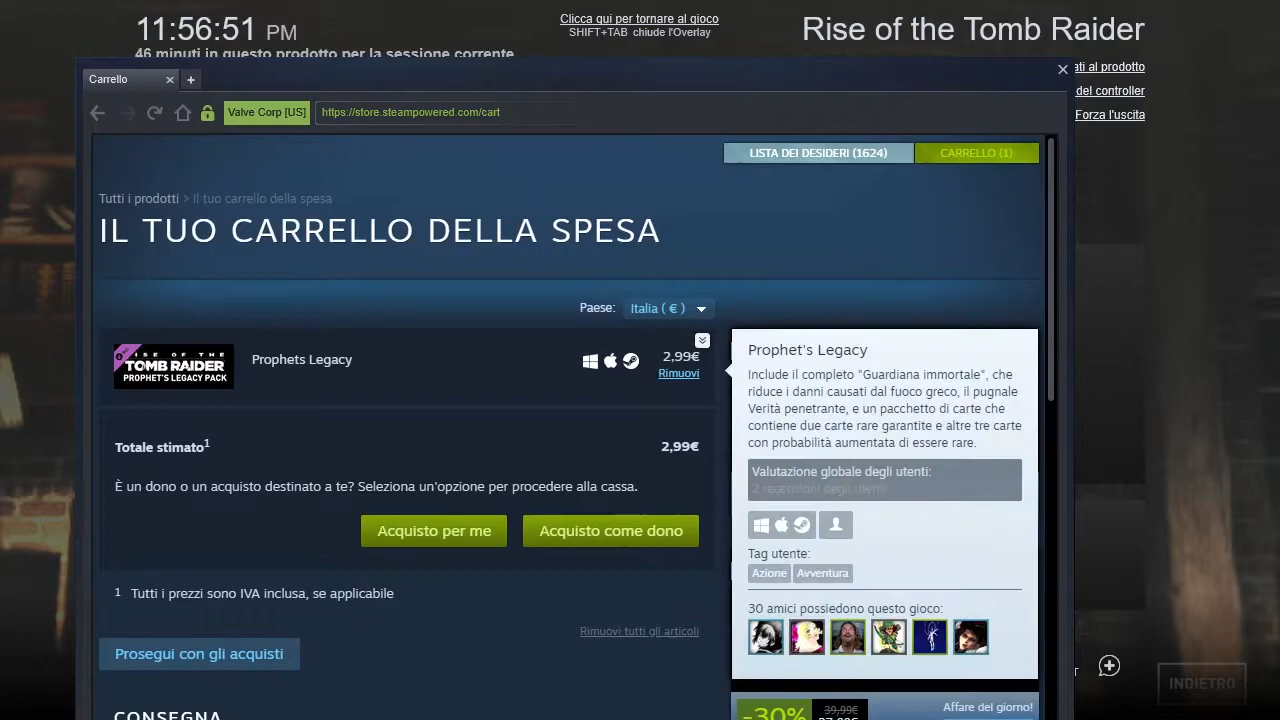 11:56:51 PM
46 minuti in questo prodotto per la sessione corrente
Clicca qui per tornare al gioco
SHIFT+TAB chiude l'Overlay
Rise of the Tomb Raider
ati al prodotto
del controller
Forza l'uscita
Carrello
Valve Corp [US]
https://store.steampowered.com/cart
LISTA DEI DESIDERI (1624)
CARRELLO (1)
Tutti i prodotti > Il tuo carrello della spesa
IL TUO CARRELLO DELLA SPESA
Paese: Italia ( € )
RISE OF THE
TOMB RAIDER
PROPHET'S LEGACY PACK
Prophets Legacy
2,99€
Rimuovi
Totale stimato1
2,99€
È un dono o un acquisto destinato a te? Seleziona un'opzione per procedere alla cassa.
Acquisto per me
Acquisto come dono
1 Tutti i prezzi sono IVA inclusa, se applicabile
Rimuovi tutti gli articoli
Prosegui con gli acquisti
CONSEGNA
Prophet's Legacy
Include il completo "Guardiana immortale", che
riduce i danni causati dal fuoco greco, il pugnale
Verità penetrante, e un pacchetto di carte che
contiene due carte rare garantite e altre tre carte
con probabilità aumentata di essere rare.
Valutazione globale degli utenti:
2 recensioni degli utenti
Tag utente:
Azione
Avventura
30 amici possiedono questo gioco:
-30%
39,99€
Affare del giorno!
INDIETRO